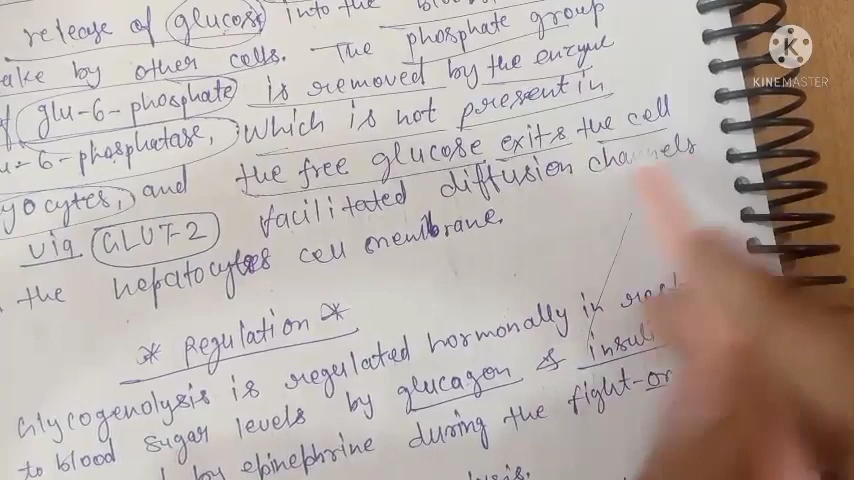 release of glucose into the
ake by other cells. The phosphate group
f glu-6-phosphate is removed by the enzyme
-6-phosphatase, which is not present in
yocytes, and the free glucose exits the cell
via GLUT-2 facilitated diffusion channels
the hepatocytes cell membrane.
* Regulation *
Glycogenolysis is regulated hormonally in
to blood sugar levels by glucagon & insuli
by epinephrine during the fight-or
K
KINEMASTER